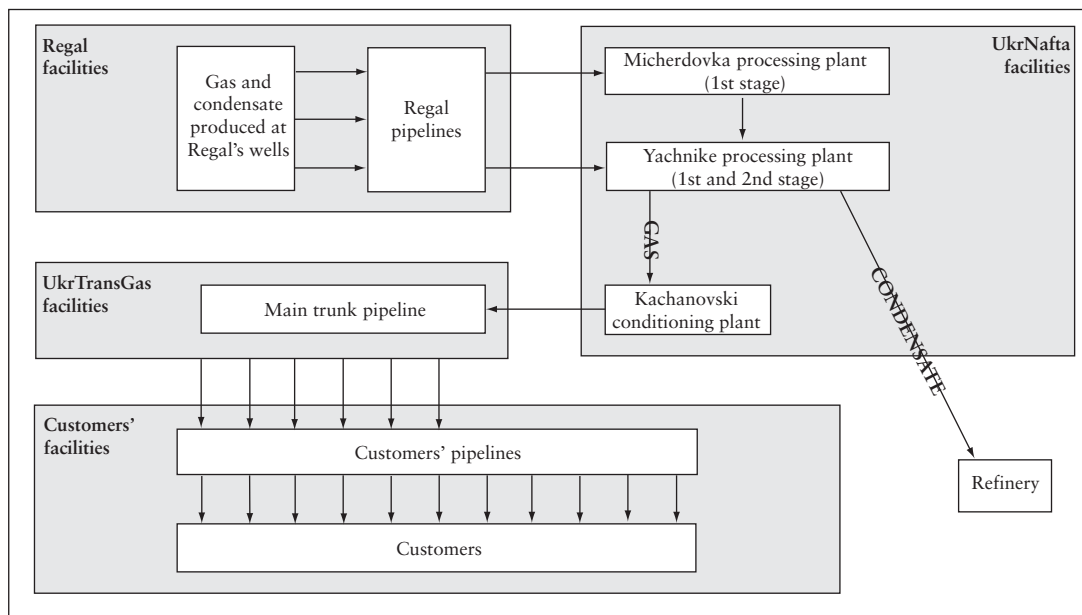 Regal
facilities
Gas and
condensate
produced at
Regal's wells
Regal
pipelines
Micherdovka processing plant
(1st stage)
UkrNafta
facilities
Yachnike processing plant
(1st and 2nd stage)
GAS
CONDENSATE
UkrTransGas
facilities
Main trunk pipeline
Kachanovski
conditioning plant
Customers'
facilities
Customers' pipelines
Refinery
Customers